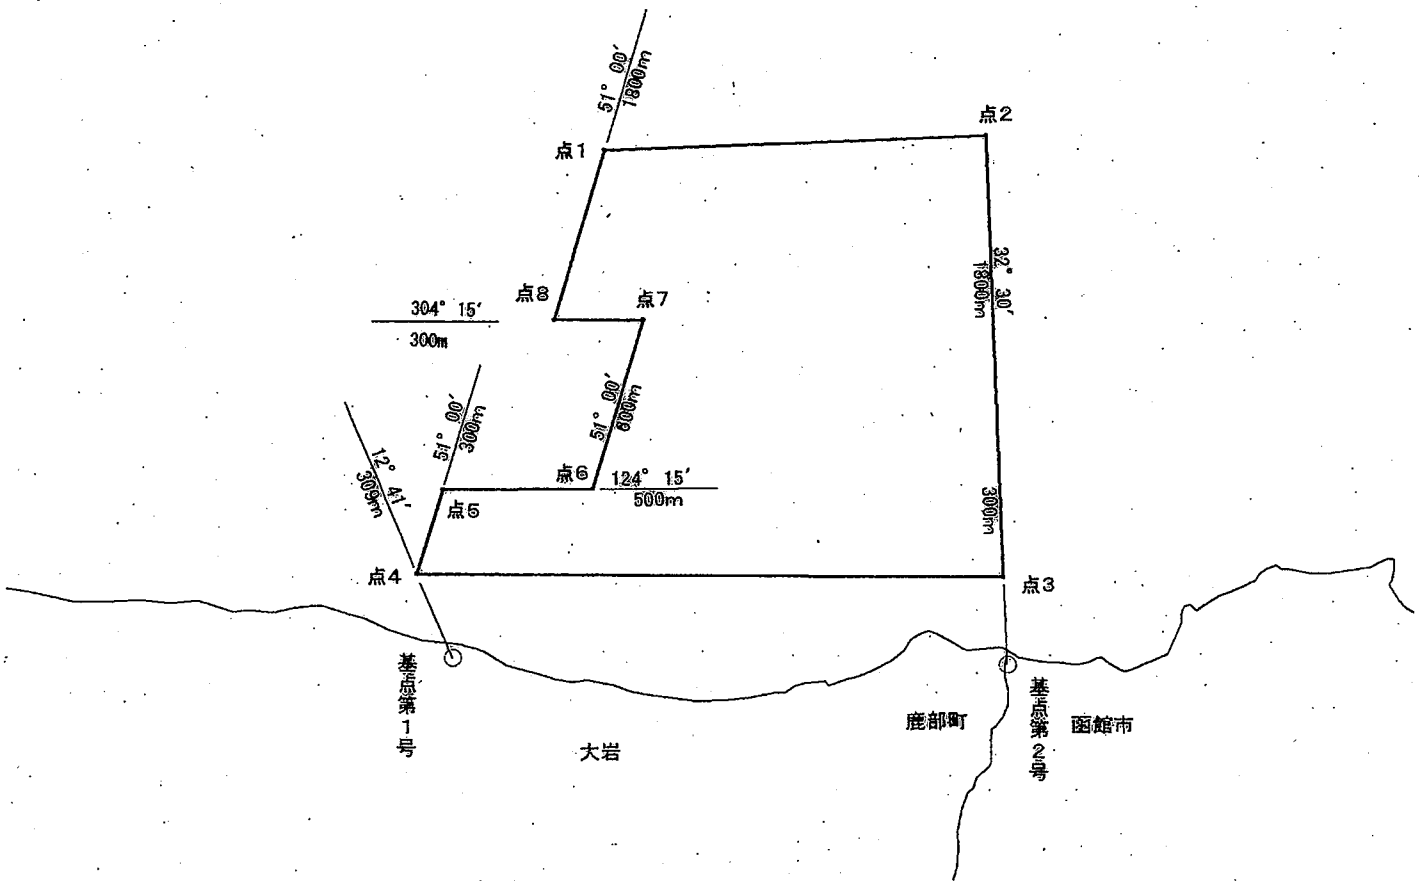 51° 00′
1800m
点1
点2
32° 30′
1800m
点8
点7
304° 15′
300m
51° 00′
600m
51° 00′
300m
12° 41′
309m
点6
124° 15′
500m
点5
300m
点4
点3
基点第1号
基点第2号
鹿部町
函館市
大岩